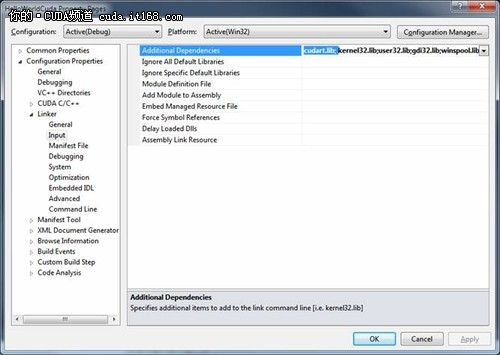 你的·CUDA频道 cuda.it168.com
Configuration: Active(Debug) Platform: Active(Win32) Configuration Manager...
Common Properties
Configuration Properties
General
Debugging
VC++ Directories
CUDA C/C++
Linker
General
Input
Manifest File
Debugging
System
Optimization
Embedded IDL
Advanced
Command Line
Manifest Tool
XML Document Generator
Browse Information
Build Events
Custom Build Step
Code Analysis
Additional Dependencies cudart.lib;kernel32.lib;user32.lib;gdi32.lib;winspool.lib
Ignore All Default Libraries
Ignore Specific Default Libraries
Module Definition File
Add Module to Assembly
Embed Managed Resource File
Force Symbol References
Delay Loaded Dlls
Assembly Link Resource
Additional Dependencies
Specifies additional items to add to the link command line [i.e. kernel32.lib]
OK Cancel Apply